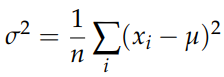 σ² = 1/n ∑ᵢ (xᵢ − μ)²